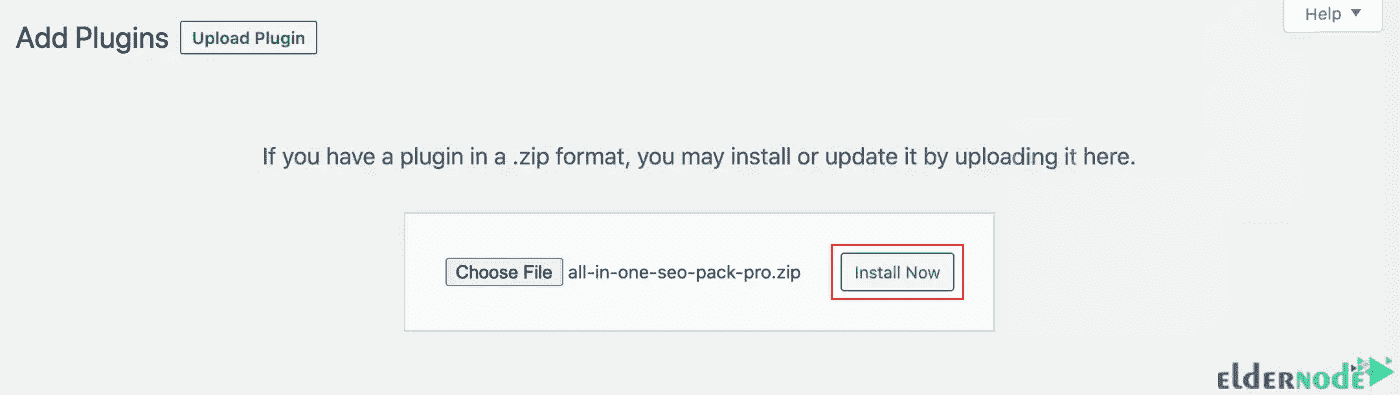 Help ▼
Add Plugins Upload Plugin
If you have a plugin in a .zip format, you may install or update it by uploading it here.
Choose File all-in-one-seo-pack-pro.zip Install Now
ELDERNODE